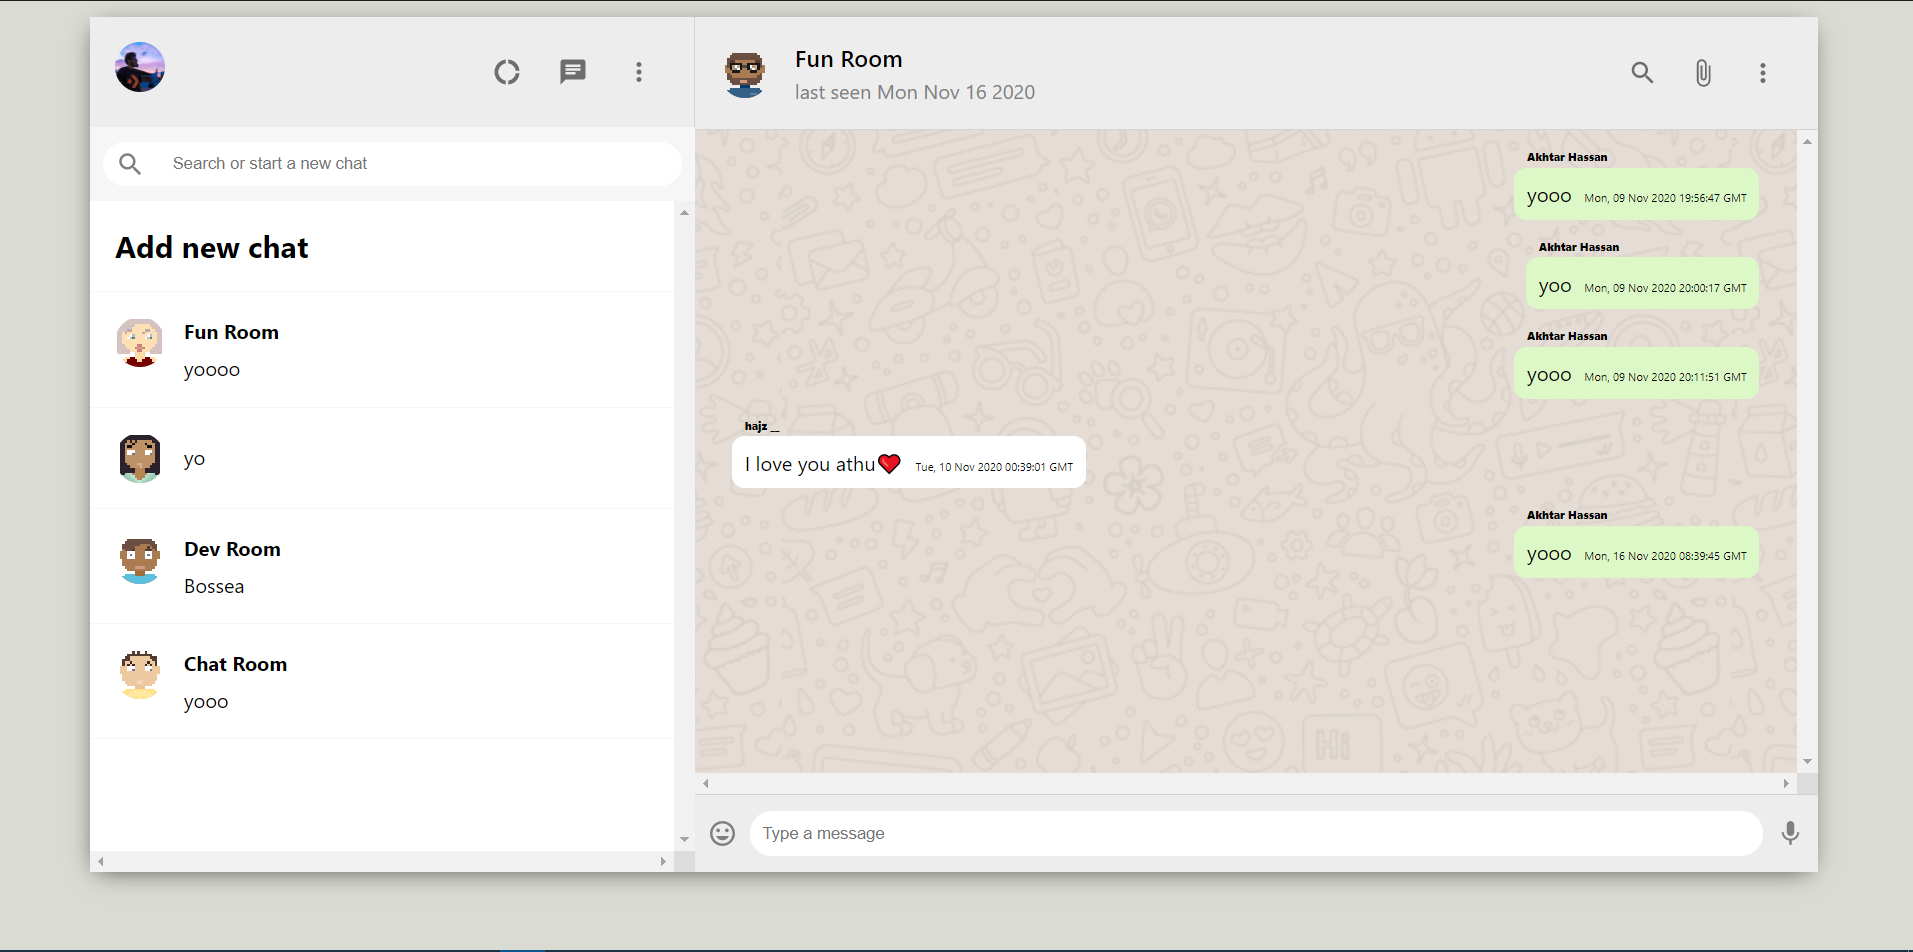 Search or start a new chat
Add new chat
Fun Room
yoooo
yo
Dev Room
Bossea
Chat Room
yooo
Fun Room
last seen Mon Nov 16 2020
Akhtar Hassan
yooo Mon, 09 Nov 2020 19:56:47 GMT
Akhtar Hassan
yoo Mon, 09 Nov 2020 20:00:17 GMT
Akhtar Hassan
yooo Mon, 09 Nov 2020 20:11:51 GMT
hajz __
I love you athu❤️ Tue, 10 Nov 2020 00:39:01 GMT
Akhtar Hassan
yooo Mon, 16 Nov 2020 08:39:45 GMT
Hi
Type a message